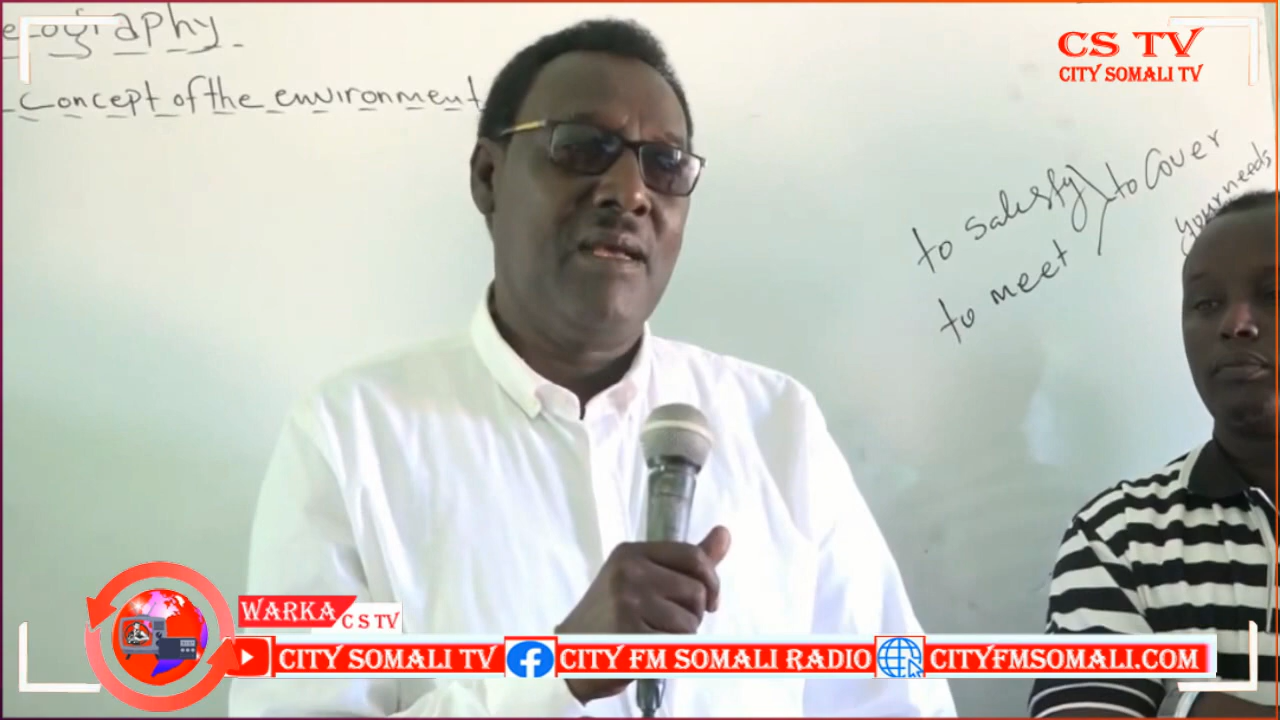 eography
Concept of the environment
CS TV
CITY SOMALI TV
to satisfy
to meet
to Cover
your needs
WARKA
C S TV
CITY SOMALI TV
CITY FM SOMALI RADIO
CITYFMSOMALI.COM